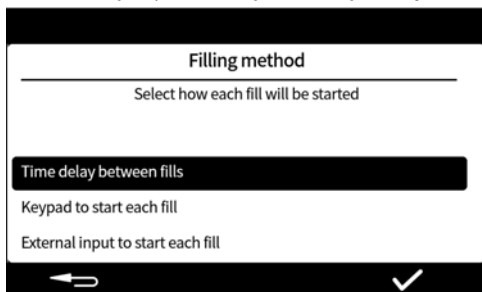 Filling method
Select how each fill will be started
Time delay between fills
Keypad to start each fill
External input to start each fill